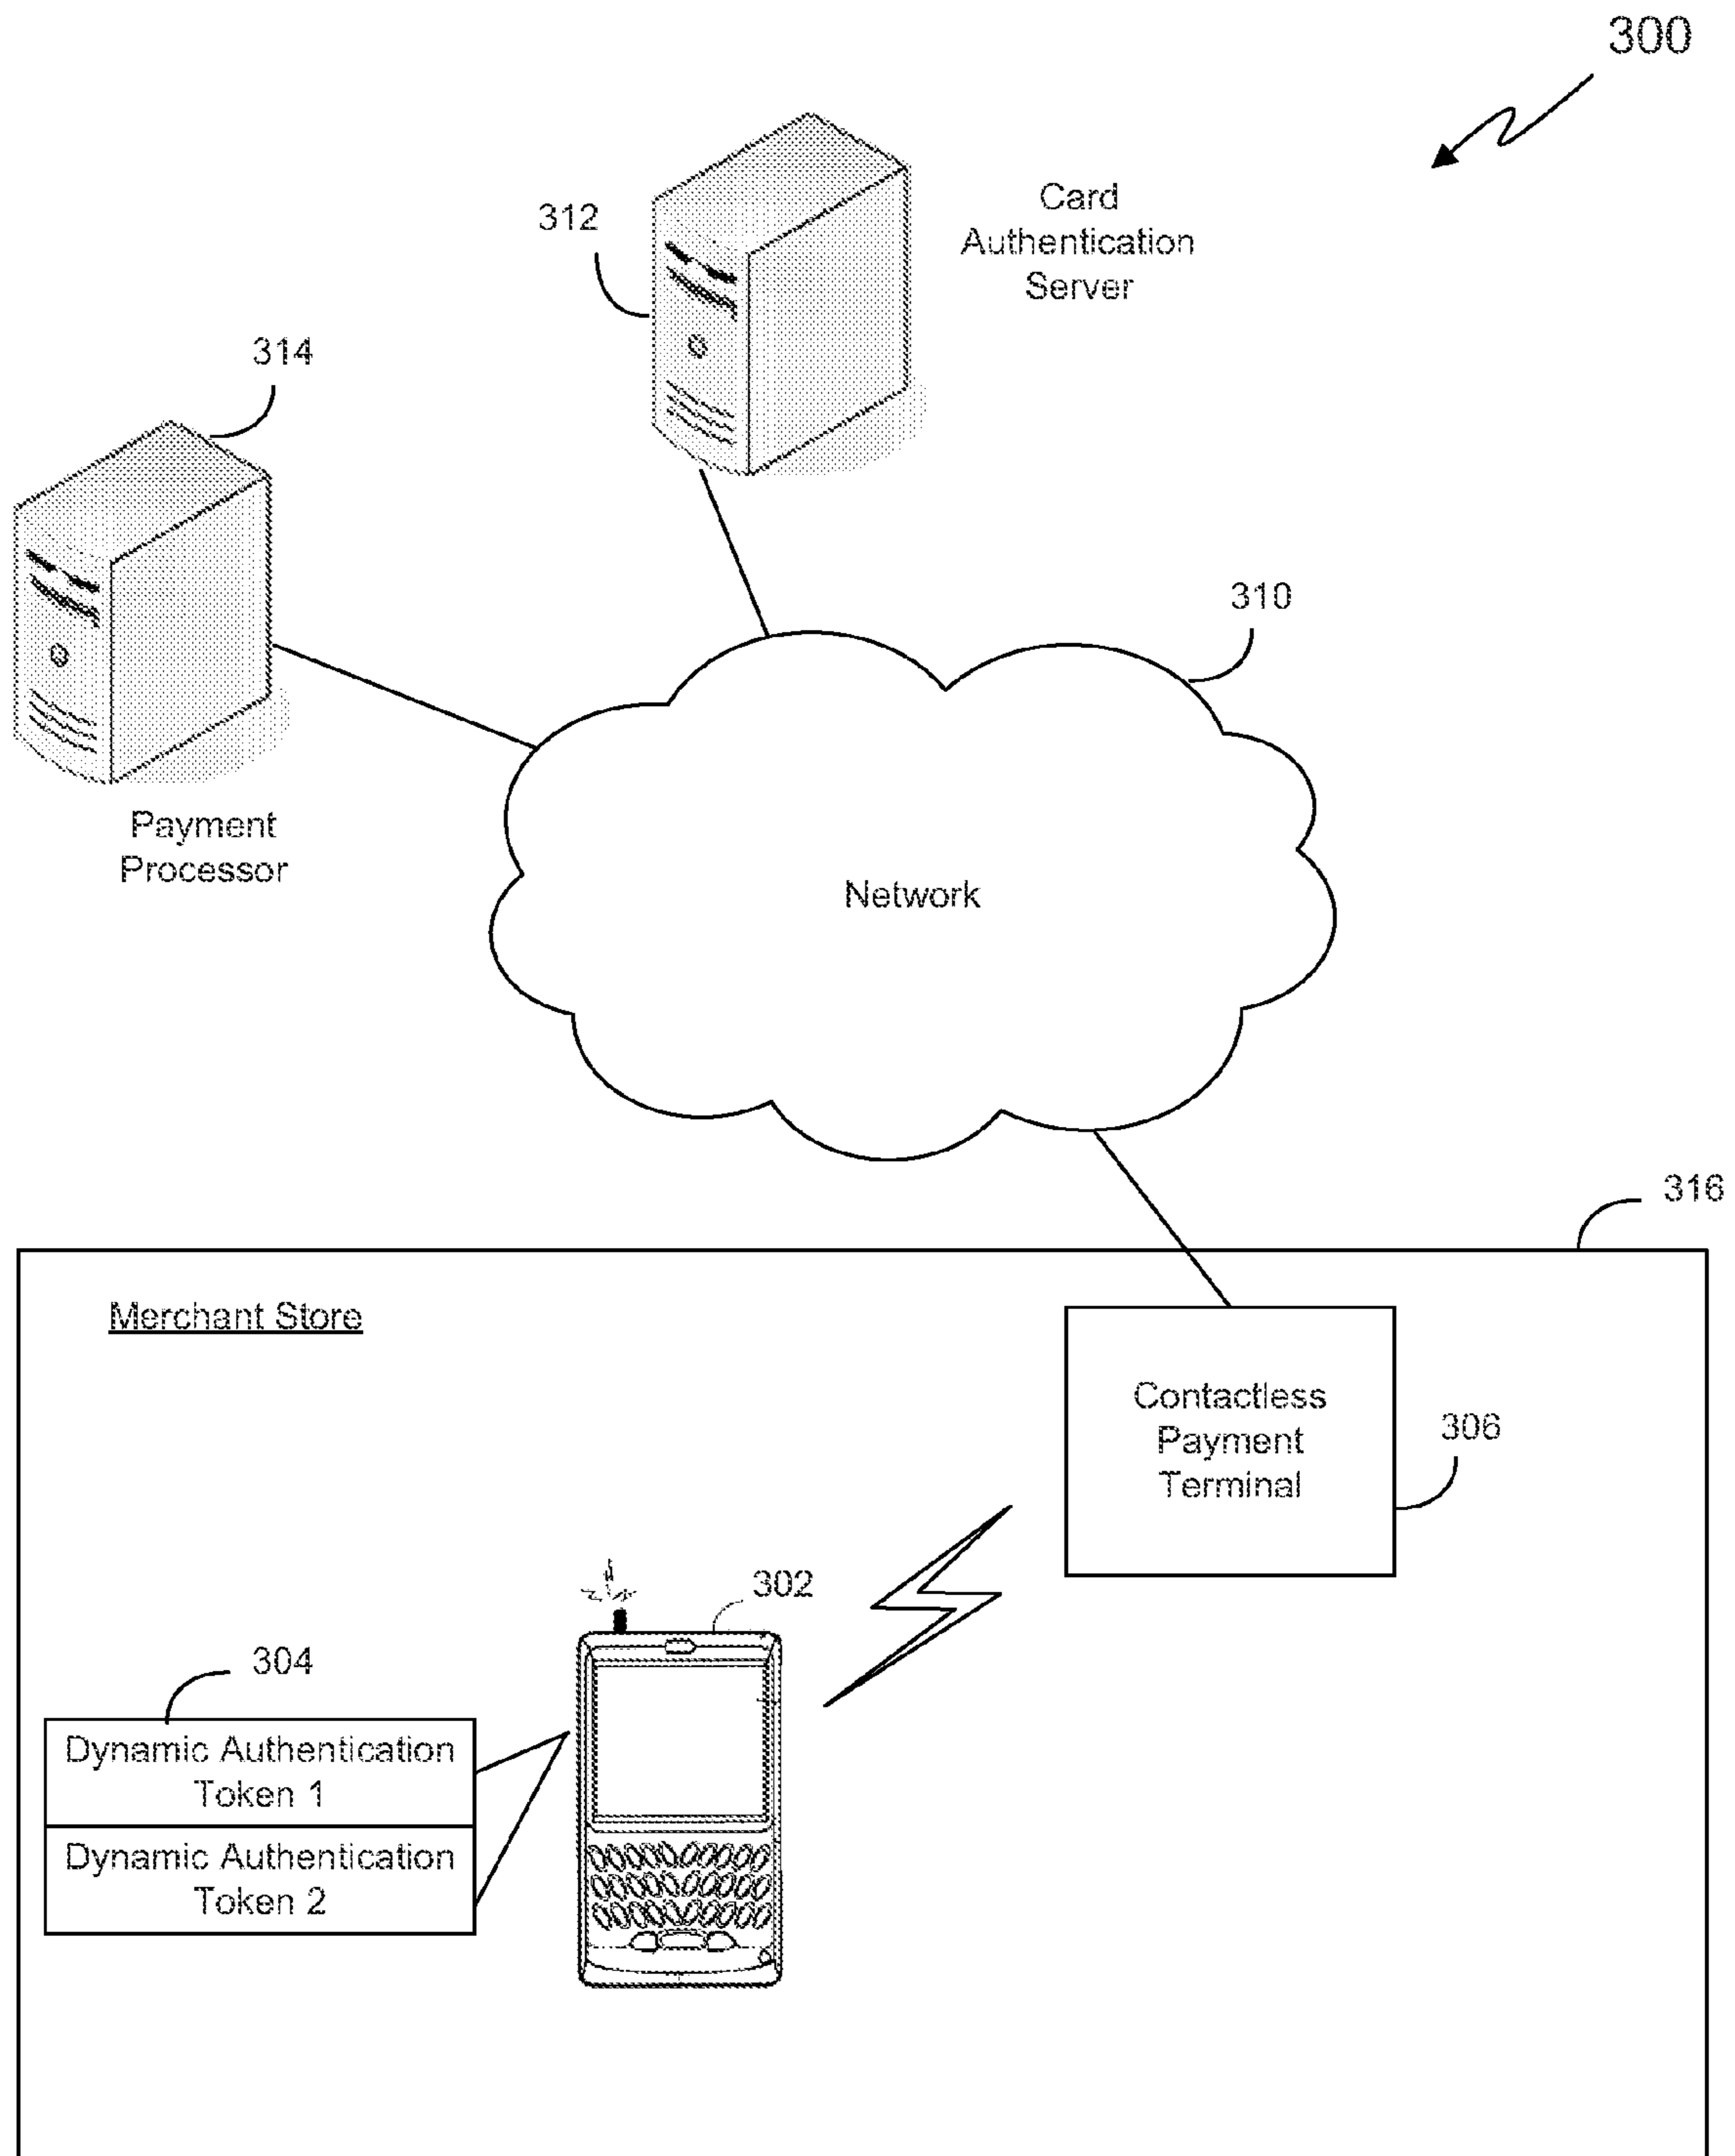 300
312
Card
Authentication
Server
314
Payment
Processor
310
Network
316
Merchant Store
Contactless
Payment
Terminal
306
302
304
Dynamic Authentication
Token 1
Dynamic Authentication
Token 2